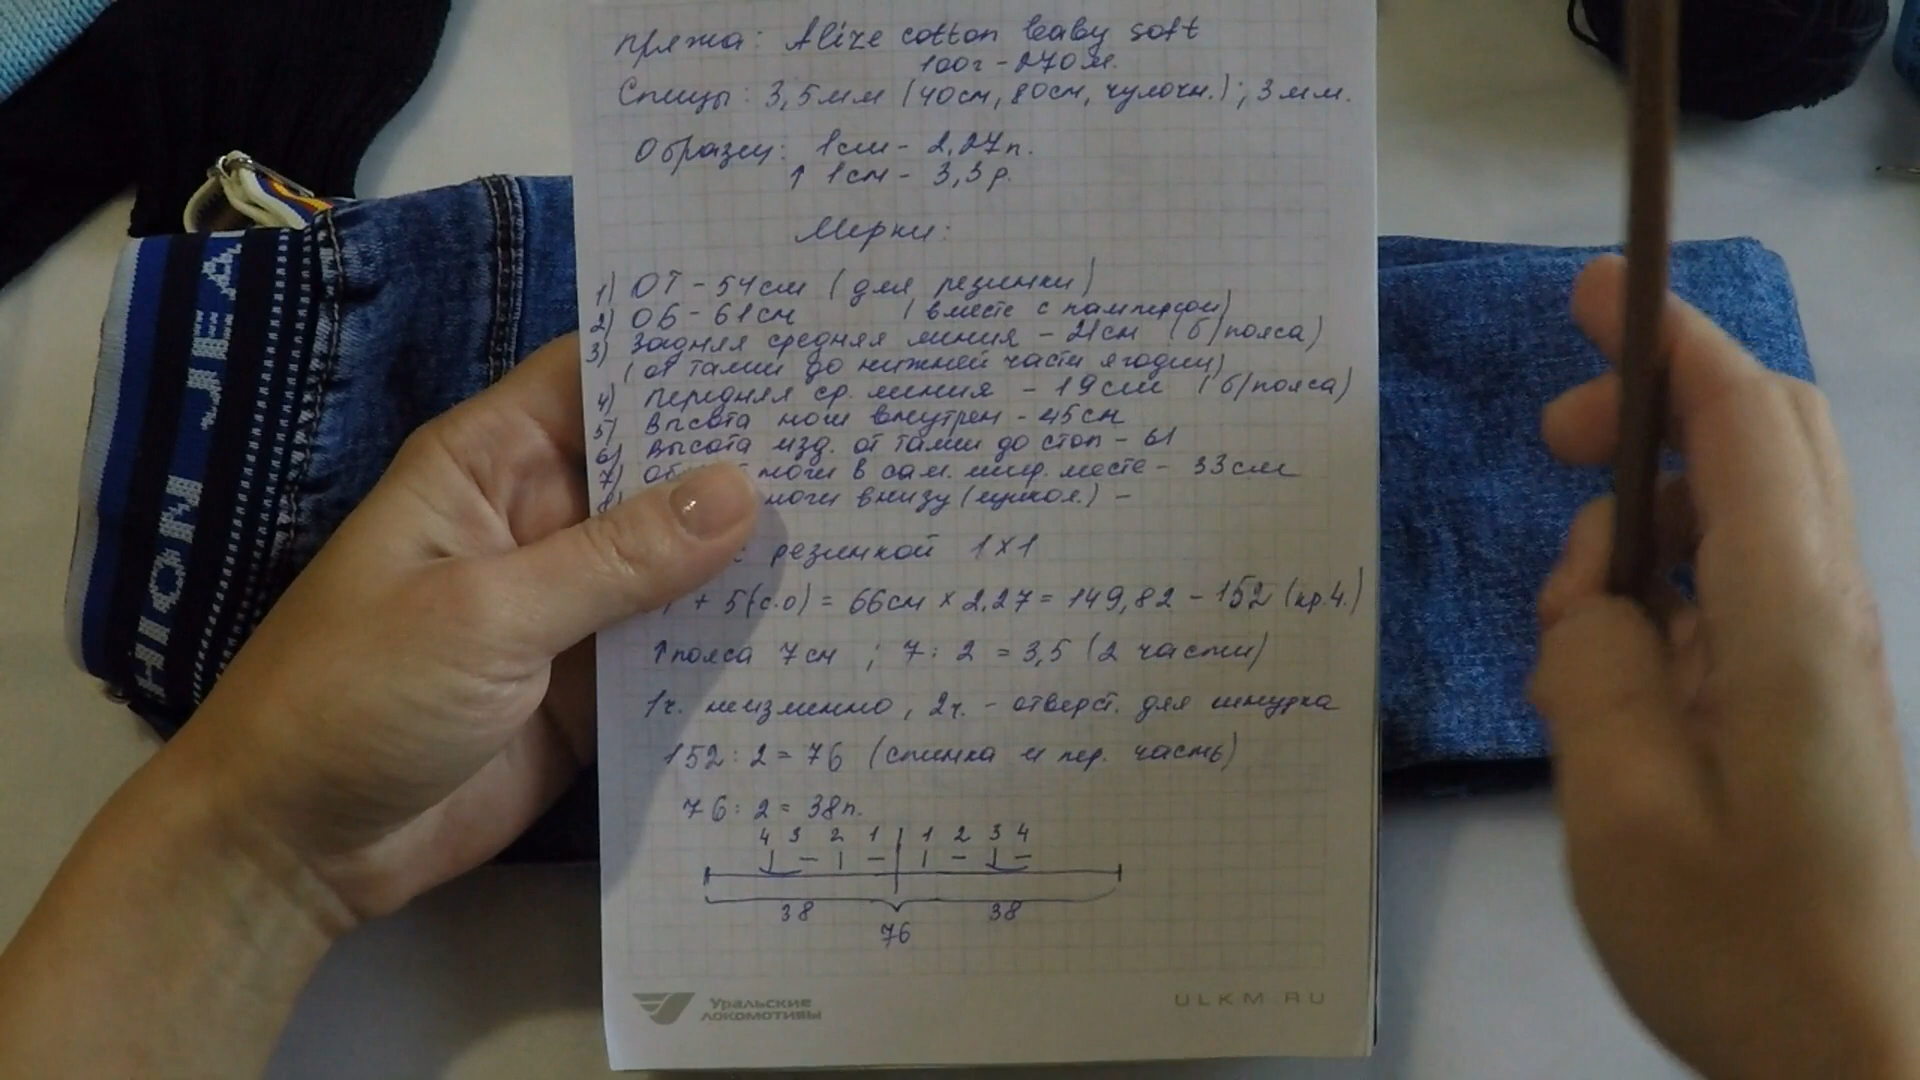 пряжа: Alize cotton baby soft
100г - 270м.
Спицы: 3,5мм (40см, 80см, чулочн.); 3мм.
Образец: 1см - 2,27п.
↑ 1см - 3,3р.
Мерки:
1) ОТ - 54см (для резинки)
2) ОБ - 61см (вместе с памперсом)
3) Задняя средняя линия - 21см (б/пояса)
(от талии до нижней части ягодиц)
4) Передняя ср. линия - 19см (б/пояса)
5) Высота ноги внутрен - 45см
6) Высота изд. от талии до стоп - 61
7) ноги в сам. шир. месте - 33см
8) ноги внизу (щикол.) -
резинкой 1х1
+ 5(с.о) = 66см х 2,27 = 149,82 - 152 (кр.4.)
↑ пояса 7см ; 7 : 2 = 3,5 (2 части)
1ч. неизменно, 2ч. - отверст. для шнурка
152 : 2 = 76 (спинка и пер. часть)
76 : 2 = 38п.
4 3 2 1 | 1 2 3 4
| - | - | - | -
38 38
76
Уральские
локомотивы
ULKM.RU